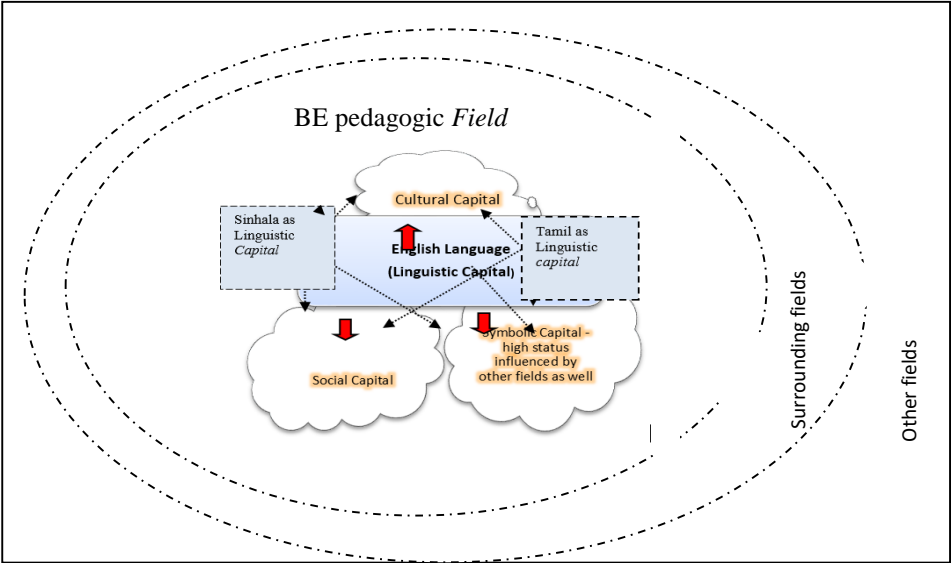 BE pedagogic Field
Cultural Capital
Sinhala as
Linguistic
Capital
English Language
(Linguistic Capital)
Tamil as
Linguistic
capital
Social Capital
Symbolic Capital -
high status
influenced by
other fields as well
Surrounding fields
Other fields